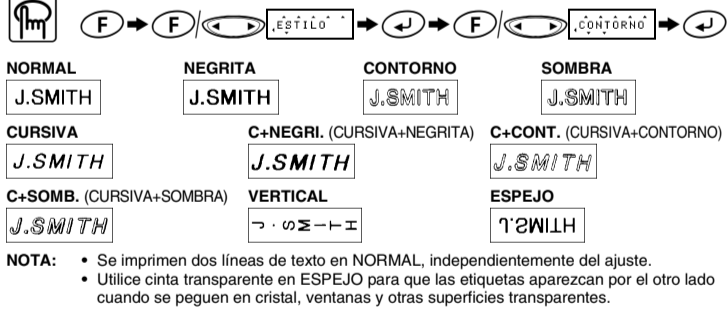 F F/ ESTILO F/ CONTORNO
NORMAL NEGRITA CONTORNO SOMBRA
J.SMITH J.SMITH J.SMITH J.SMITH
CURSIVA C+NEGRI. (CURSIVA+NEGRITA) C+CONT. (CURSIVA+CONTORNO)
J.SMITH J.SMITH J.SMITH
C+SOMB. (CURSIVA+SOMBRA) VERTICAL ESPEJO
J.SMITH J.SMITH J.SMITH
NOTA: • Se imprimen dos líneas de texto en NORMAL, independientemente del ajuste.
• Utilice cinta transparente en ESPEJO para que las etiquetas aparezcan por el otro lado
cuando se peguen en cristal, ventanas y otras superficies transparentes.